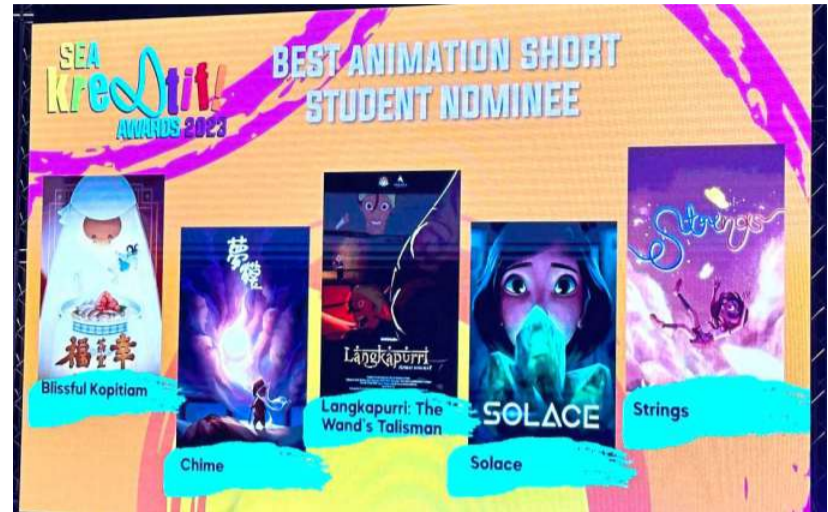 SEA
kreatif!
AWARDS 2023
BEST ANIMATION SHORT
STUDENT NOMINEE
幸
福
Blissful Kopitiam
夢
Chime
Langkapurri
Langkapurri: The
Wand's Talisman
SOLACE
Solace
Strings
Strings